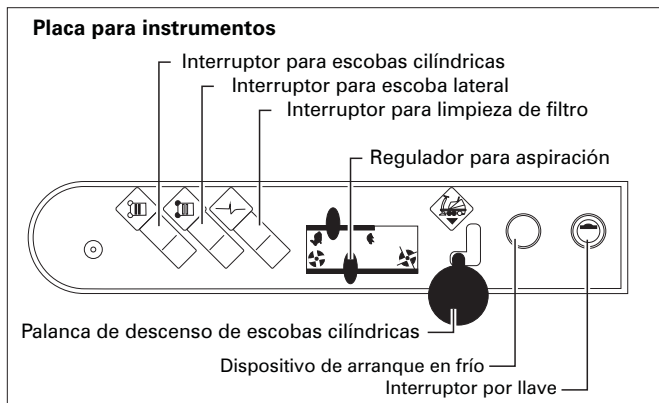 Placa para instrumentos
Interruptor para escobas cilíndricas
Interruptor para escoba lateral
Interruptor para limpieza de filtro
Regulador para aspiración
Palanca de descenso de escobas cilíndricas
Dispositivo de arranque en frío
Interruptor por llave